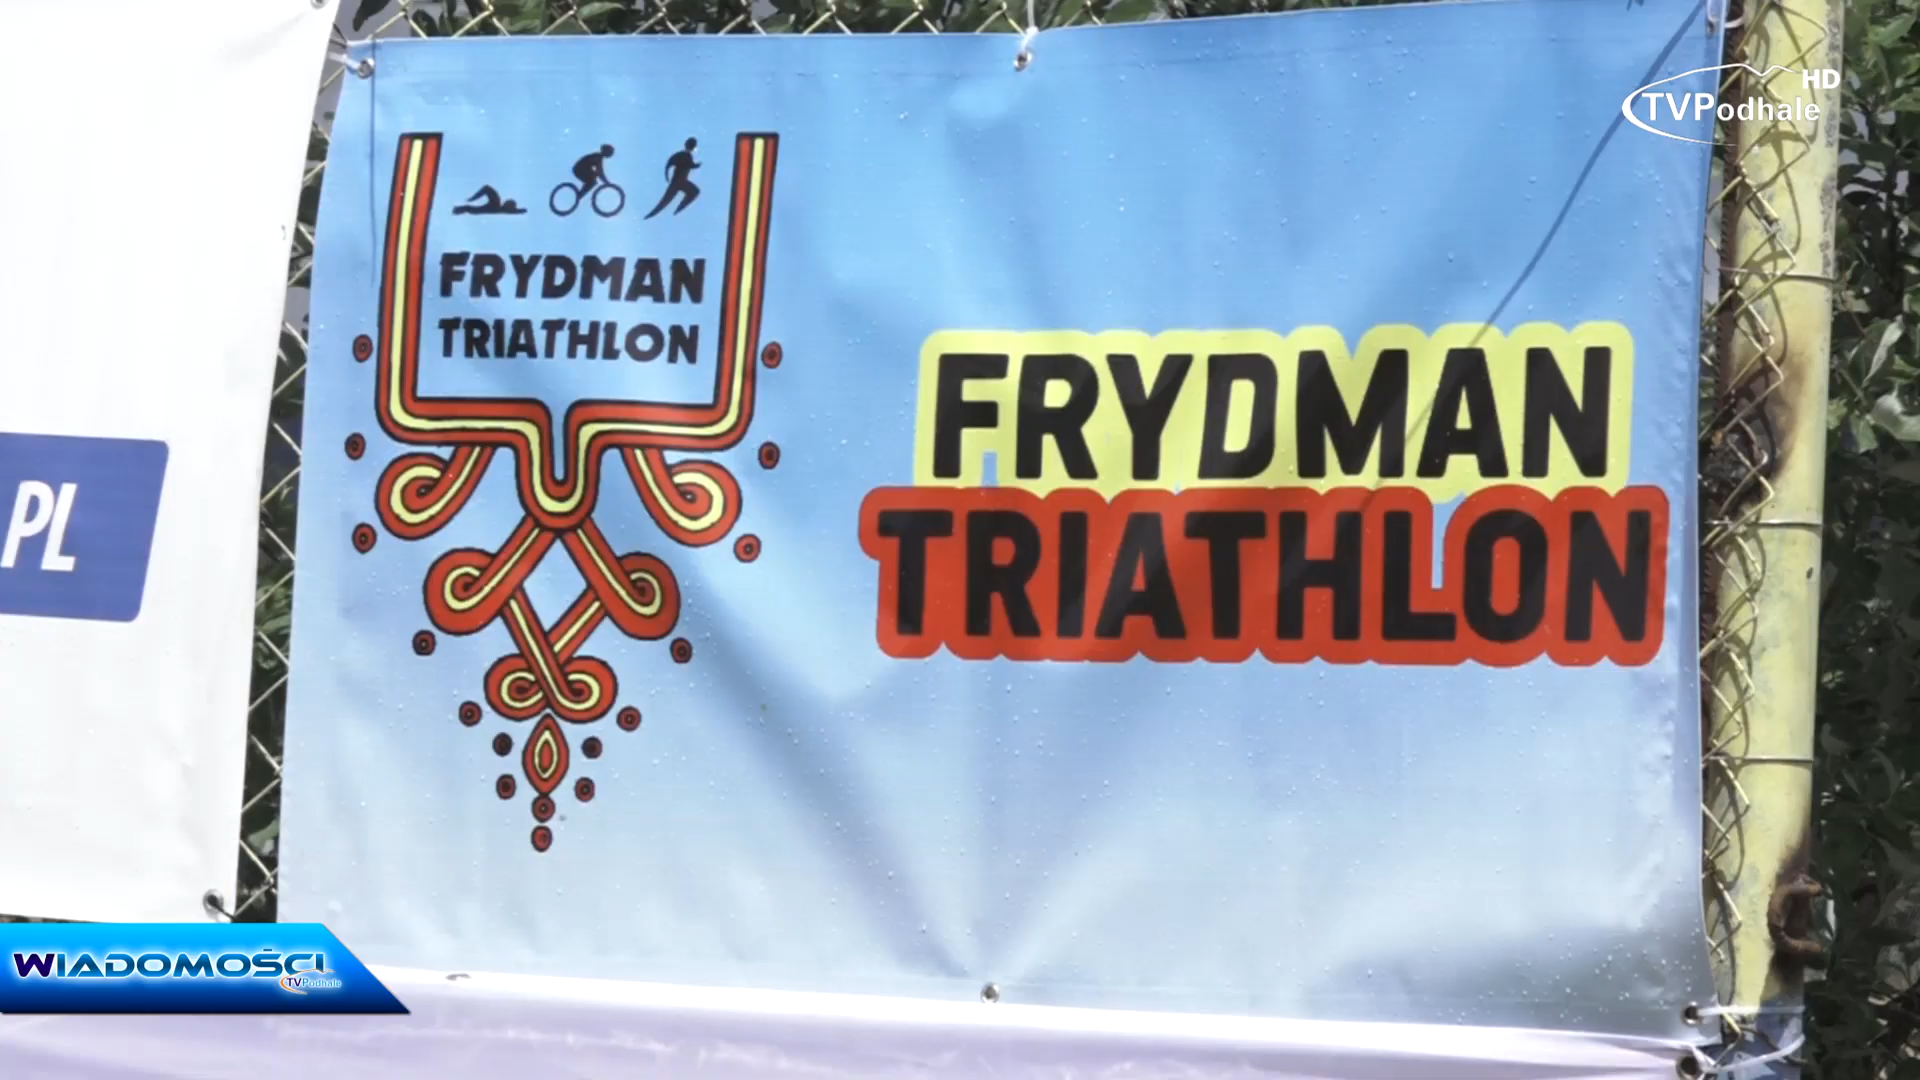 HD
TVPodhale
FRYDMAN
TRIATHLON
FRYDMAN
TRIATHLON
PL
WIADOMOŚCI
TVPodhale